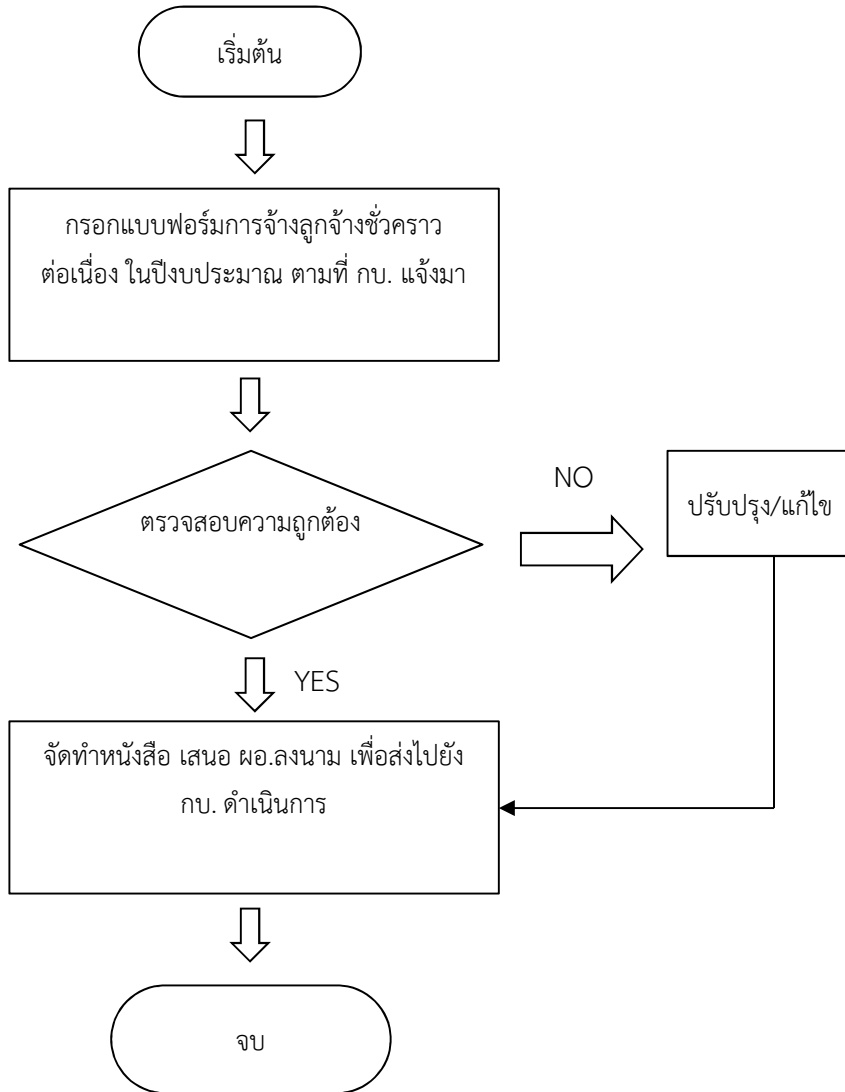 เริ่มต้น
กรอกแบบฟอร์มการจ้างลูกจ้างชั่วคราว
ต่อเนื่อง ในปีงบประมาณ ตามที่ กบ. แจ้งมา
ตรวจสอบความถูกต้อง
NO
ปรับปรุง/แก้ไข
YES
จัดทำหนังสือ เสนอ ผอ.ลงนาม เพื่อส่งไปยัง
กบ. ดำเนินการ
จบ